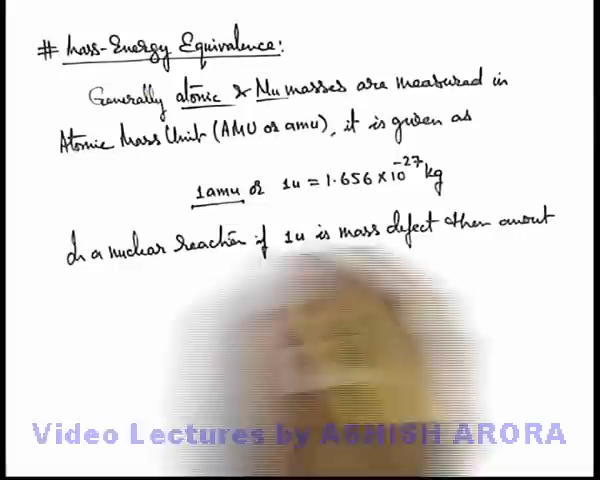 # Mass-Energy Equivalence:
Generally atomic & Nu masses are measured in
Atomic Mass Unit (AMU or amu), it is given as
1amu or 1u = 1.656 × 10⁻²⁷ kg
In a nuclear reaction if 1u is mass defect then amout
Video Lectures by ASHISH ARORA